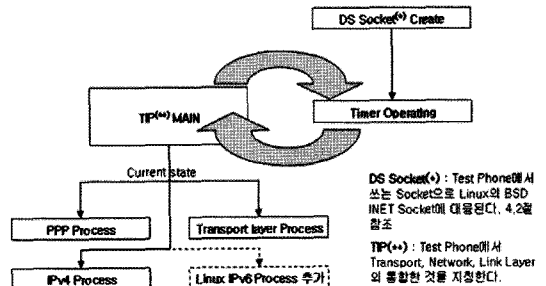 DS Socket(*) Create
TIP(**) MAIN
Timer Operating
Current state
PPP Process
Transport layer Process
IPv4 Process
Linux IPv6 Process 추가
DS Socket(*) : Test Phone에서
쓰는 Socket으로 Linux의 BSD
INET Socket에 대응된다. 4.2절
참조
TIP(**) : Test Phone에서
Transport, Network, Link Layer
의 통합한 것을 지칭한다.